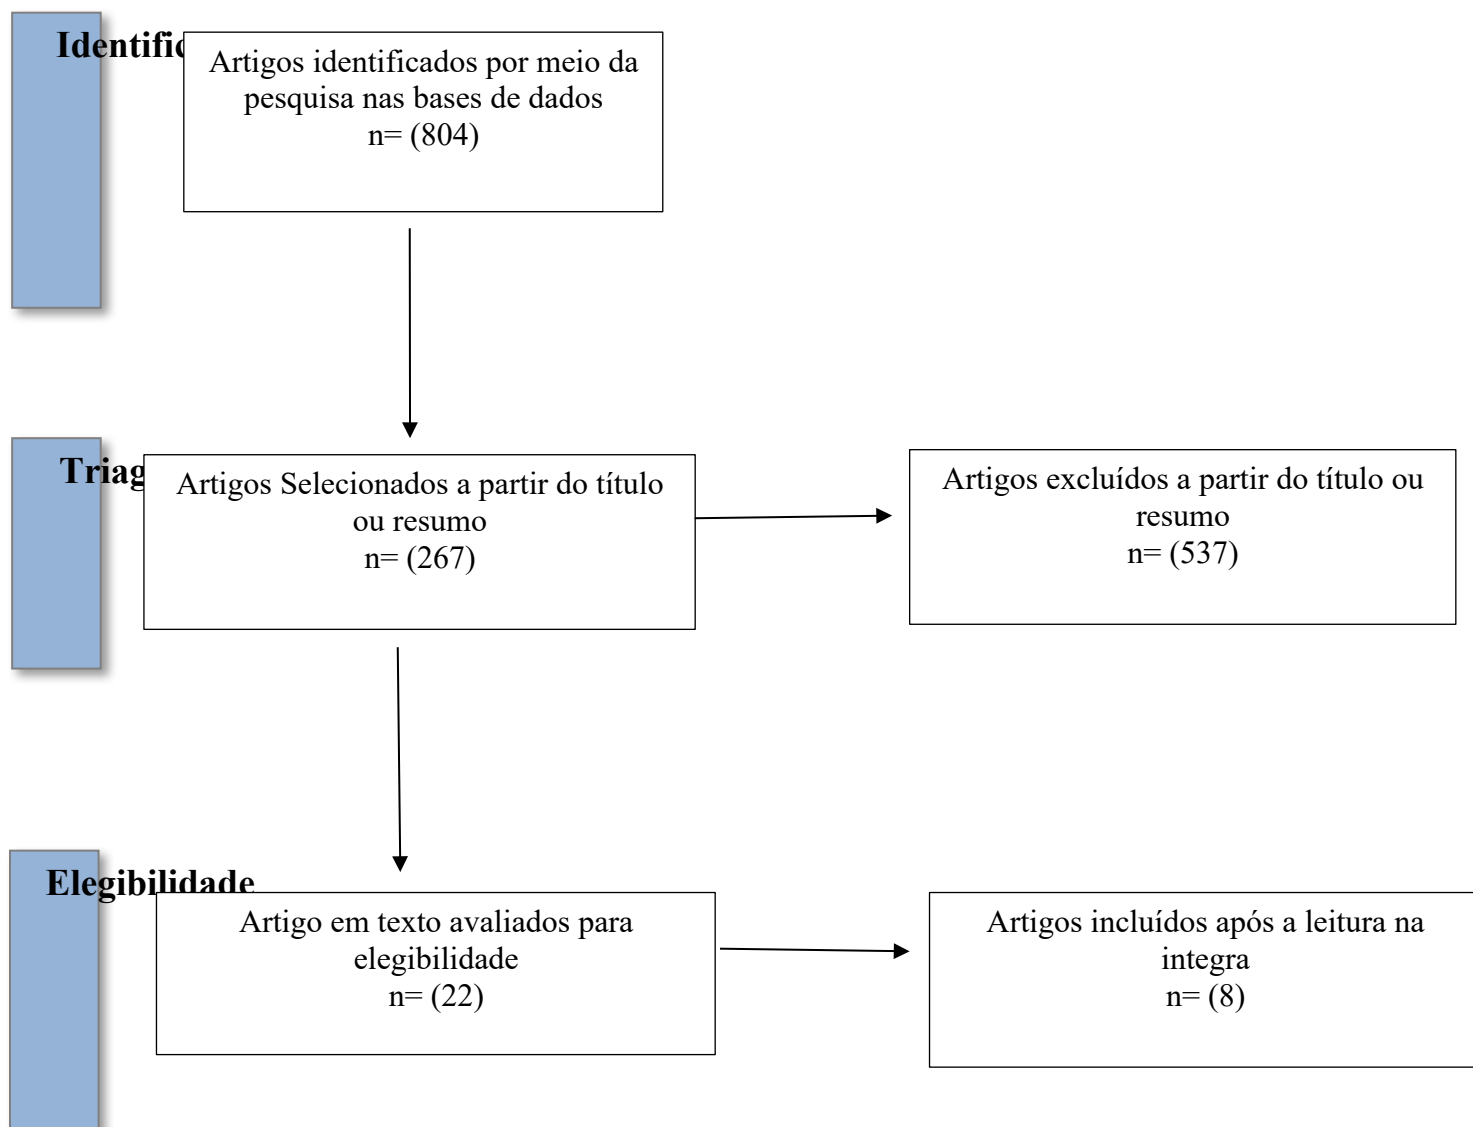 Identific
Artigos identificados por meio da
pesquisa nas bases de dados
n= (804)
Triag
Artigos Selecionados a partir do título
ou resumo
n= (267)
Artigos excluídos a partir do título ou
resumo
n= (537)
Elegibilidade
Artigo em texto avaliados para
elegibilidade
n= (22)
Artigos incluídos após a leitura na
integra
n= (8)